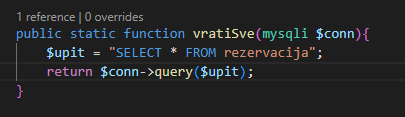 1 reference | 0 overrides
public static function vratiSve(mysqli $conn){
$upit = "SELECT * FROM rezervacija";
return $conn->query($upit);
}